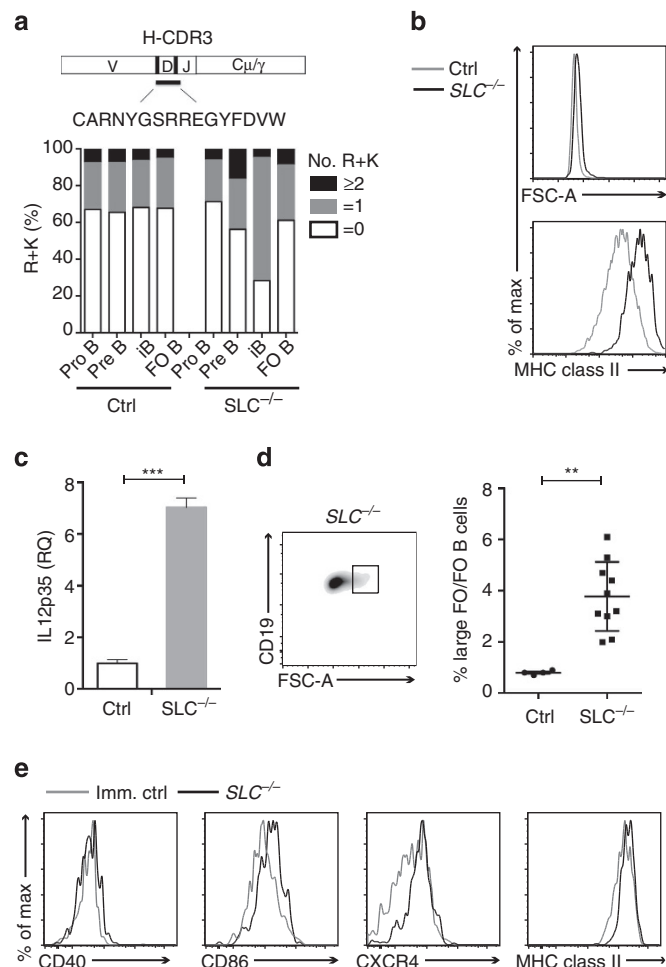 a
H-CDR3
V D J Cμ/γ
CARNYGSRREGYFDVW
R+K (%)
100
80
60
40
20
0
No. R+K
≥2
=1
=0
Pro B Pre B iB FO B Pro B Pre B iB FO B
Ctrl SLC–/–
b
Ctrl
SLC–/–
FSC-A
% of max
MHC class II
c
***
IL12p35 (RQ)
8
6
4
2
0
Ctrl SLC–/–
d
SLC–/–
CD19
FSC-A
**
% large FO/FO B cells
8
6
4
2
0
Ctrl SLC–/–
e
Imm. ctrl SLC–/–
% of max
CD40 CD86 CXCR4 MHC class II